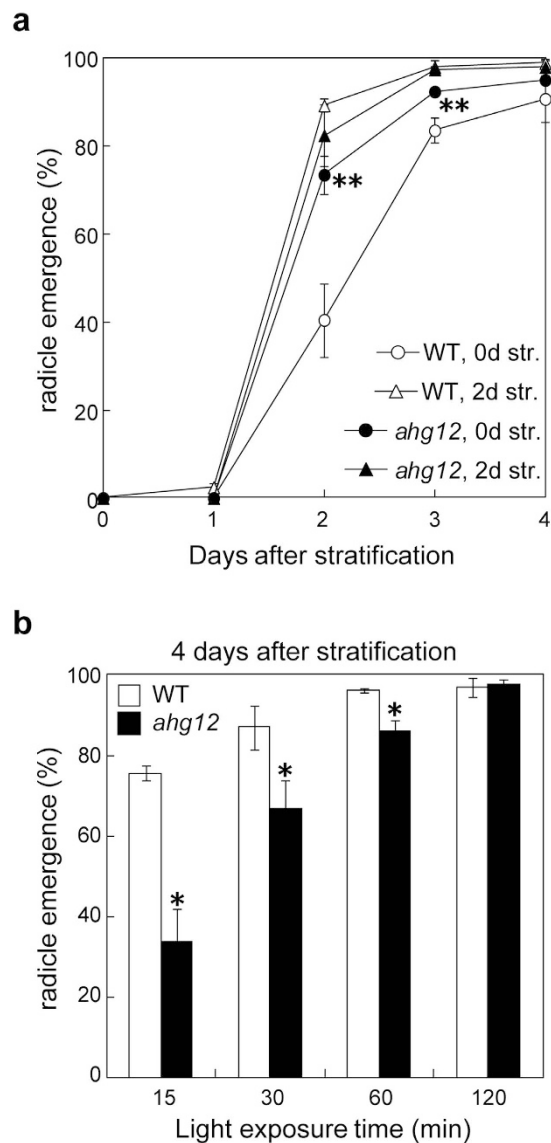 a
100
80
60
40
20
0
radicle emergence (%)
**
**
WT, 0d str.
WT, 2d str.
ahg12, 0d str.
ahg12, 2d str.
0 1 2 3 4
Days after stratification
b
4 days after stratification
100
80
60
40
20
0
radicle emergence (%)
WT
ahg12
*
*
*
15 30 60 120
Light exposure time (min)